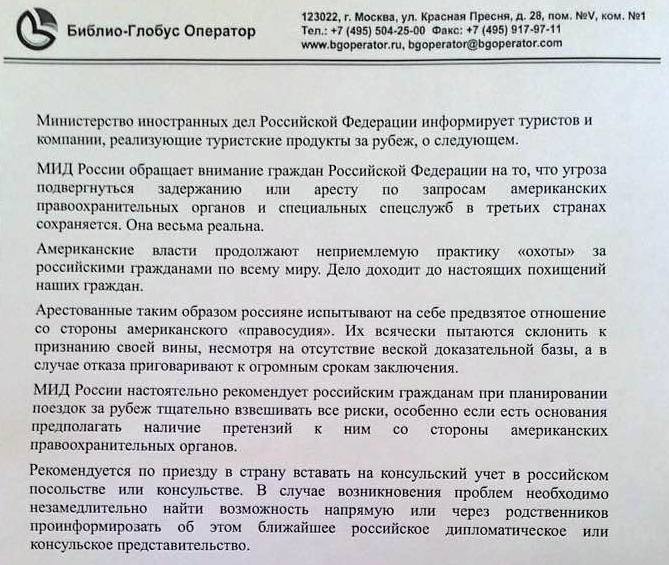 Библио-Глобус Оператор
123022, г. Москва, ул. Красная Пресня, д. 28, пом. №V, ком. №1
Тел.: +7 (495) 504-25-00 Факс: +7 (495) 917-97-11
www.bgoperator.ru, bgoperator@bgoperator.com
Министерство иностранных дел Российской Федерации информирует туристов и
компании, реализующие туристские продукты за рубеж, о следующем.
МИД России обращает внимание граждан Российской Федерации на то, что угроза
подвергнуться задержанию или аресту по запросам американских
правоохранительных органов и специальных спецслужб в третьих странах
сохраняется. Она весьма реальна.
Американские власти продолжают неприемлемую практику «охоты» за
российскими гражданами по всему миру. Дело доходит до настоящих похищений
наших граждан.
Арестованные таким образом россияне испытывают на себе предвзятое отношение
со стороны американского «правосудия». Их всячески пытаются склонить к
признанию своей вины, несмотря на отсутствие веской доказательной базы, а в
случае отказа приговаривают к огромным срокам заключения.
МИД России настоятельно рекомендует российским гражданам при планировании
поездок за рубеж тщательно взвешивать все риски, особенно если есть основания
предполагать наличие претензий к ним со стороны американских
правоохранительных органов.
Рекомендуется по приезду в страну вставать на консульский учет в российском
посольстве или консульстве. В случае возникновения проблем необходимо
незамедлительно найти возможность напрямую или через родственников
проинформирозать об этом ближайшее российское дипломатическое или
консульское представительство.